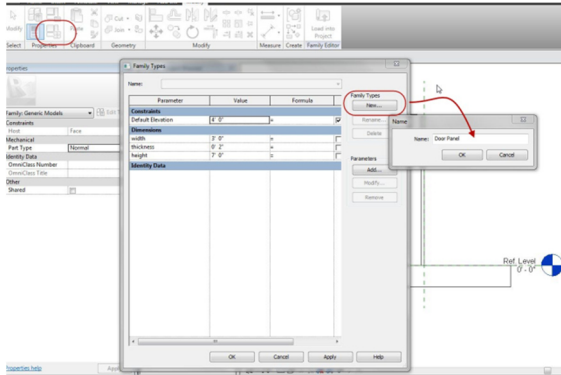 Modify
Paste
Cut
Join
Load into
Project
Select
Properties
Clipboard
Geometry
Modify
Measure
Create
Family Editor
Properties
Family: Generic Models
Edit T
Constraints
Host Face
Mechanical
Part Type Normal
Identity Data
OmniClass Number
OmniClass Title
Other
Shared
Properties help
Family Types
Name:
Parameter Value Formula
Constraints
Default Elevation 4' 0" =
Dimensions
width 3' 0" =
thickness 0' 2" =
height 7' 0" =
Identity Data
Family Types
New...
Rename...
Delete
Parameters
Add...
Modify...
Remove
OK Cancel Apply Help
Name
Name: Door Panel
OK Cancel
Ref. Level
0' - 0"